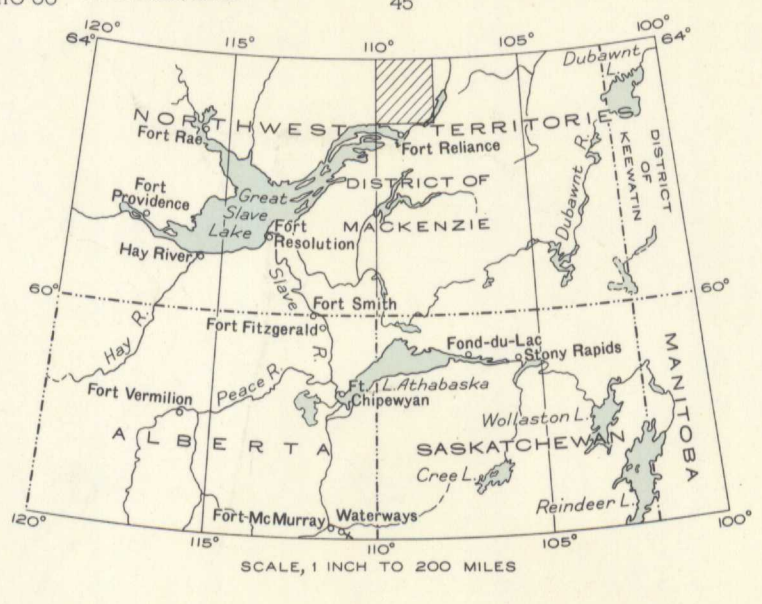 45
120°
64°
115°
110°
105°
100°
64°
Dubawnt
L.
NORTHWEST TERRITORIES
Fort Rae
Fort Reliance
DISTRICT
OF
KEEWATIN
Fort
Providence
Great
Slave
Lake
DISTRICT OF
MACKENZIE
Dubawnt R.
Fort
Resolution
Hay River
60°
60°
Slave R.
Fort Smith
Fort Fitzgerald
Hay R.
Fond-du-Lac
Stony Rapids
MANITOBA
Peace R.
Fort Vermilion
L. Athabaska
Ft.
Chipewyan
Wollaston L.
ALBERTA
SASKATCHEWAN
Cree L.
Reindeer L.
Fort McMurray
Waterways
120°
115°
110°
105°
100°
SCALE, 1 INCH TO 200 MILES